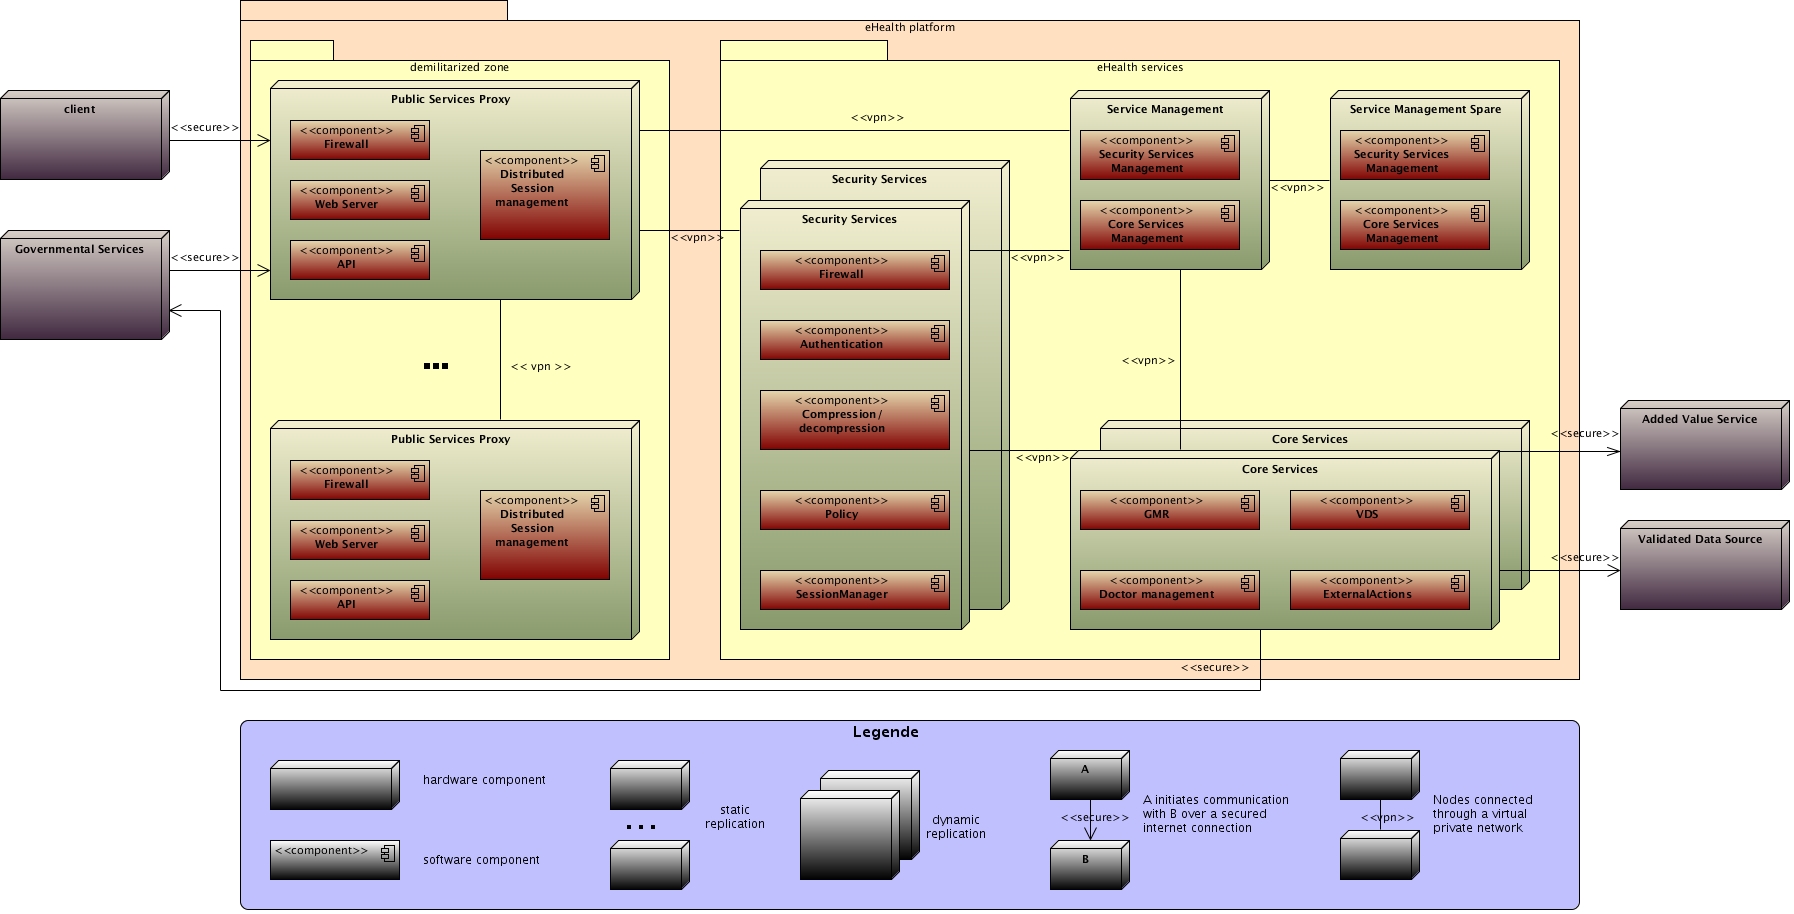 eHealth platform
demilitarized zone
eHealth services
client
<<secure>>
Governmental Services
<<secure>>
Public Services Proxy
<<component>>
Firewall
<<component>>
Web Server
<<component>>
API
<<component>>
Distributed
Session
management
...
<< vpn >>
Public Services Proxy
<<component>>
Firewall
<<component>>
Web Server
<<component>>
API
<<component>>
Distributed
Session
management
<<vpn>>
<<vpn>>
Security Services
Security Services
<<component>>
Firewall
<<component>>
Authentication
<<component>>
Compression/
decompression
<<component>>
Policy
<<component>>
SessionManager
<<vpn>>
<<vpn>>
<<vpn>>
Service Management
<<component>>
Security Services
Management
<<component>>
Core Services
Management
<<vpn>>
Service Management Spare
<<component>>
Security Services
Management
<<component>>
Core Services
Management
Core Services
Core Services
<<component>>
GMR
<<component>>
VDS
<<component>>
Doctor management
<<component>>
ExternalActions
<<secure>>
<<secure>>
Added Value Service
<<secure>>
Validated Data Source
Legende
hardware component
<<component>>
software component
...
static
replication
dynamic
replication
A
<<secure>>
B
A initiates communication
with B over a secured
internet connection
<<vpn>>
Nodes connected
through a virtual
private network